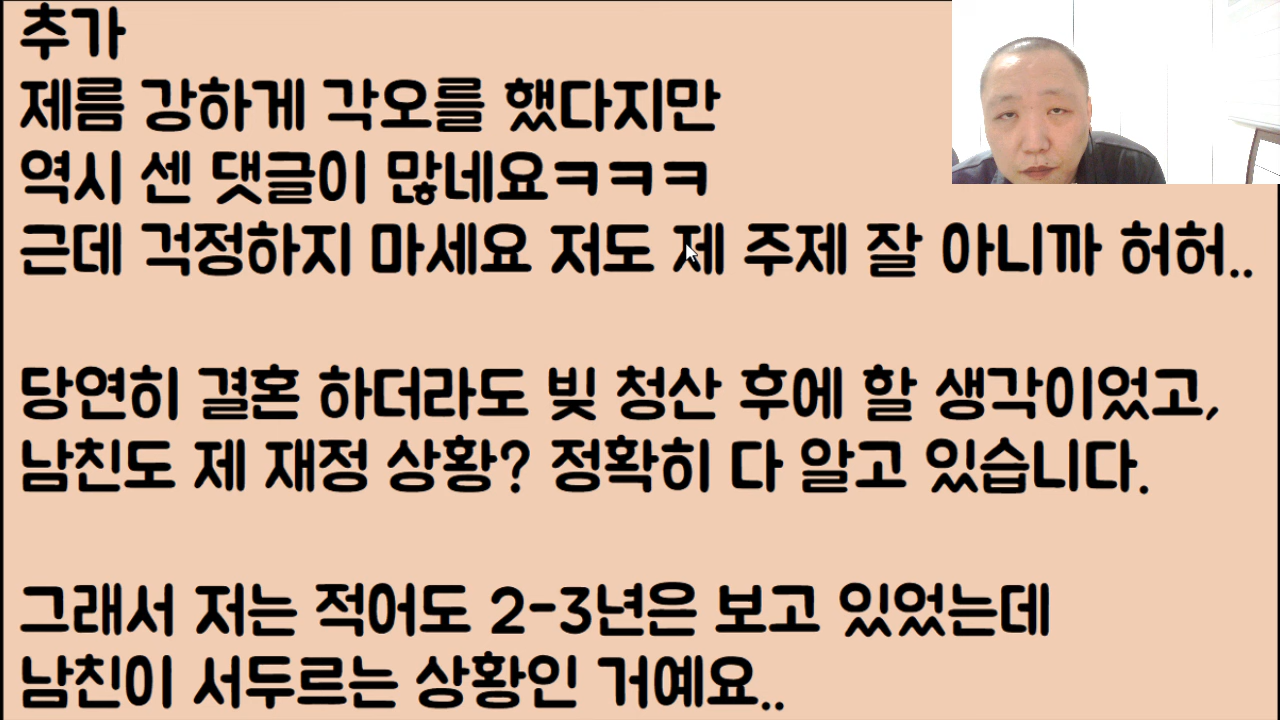 추가
제름 강하게 각오를 했다지만
역시 센 댓글이 많네요ㅋㅋㅋ
근데 걱정하지 마세요 저도 제 주제 잘 아니까 허허..
당연히 결혼 하더라도 빚 청산 후에 할 생각이었고,
남친도 제 재정 상황? 정확히 다 알고 있습니다.
그래서 저는 적어도 2-3년은 보고 있었는데
남친이 서두르는 상황인 거예요..